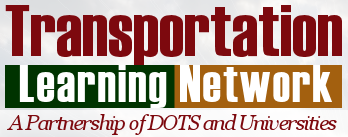 Transportation
Learning Network
A Partnership of DOTS and Universities